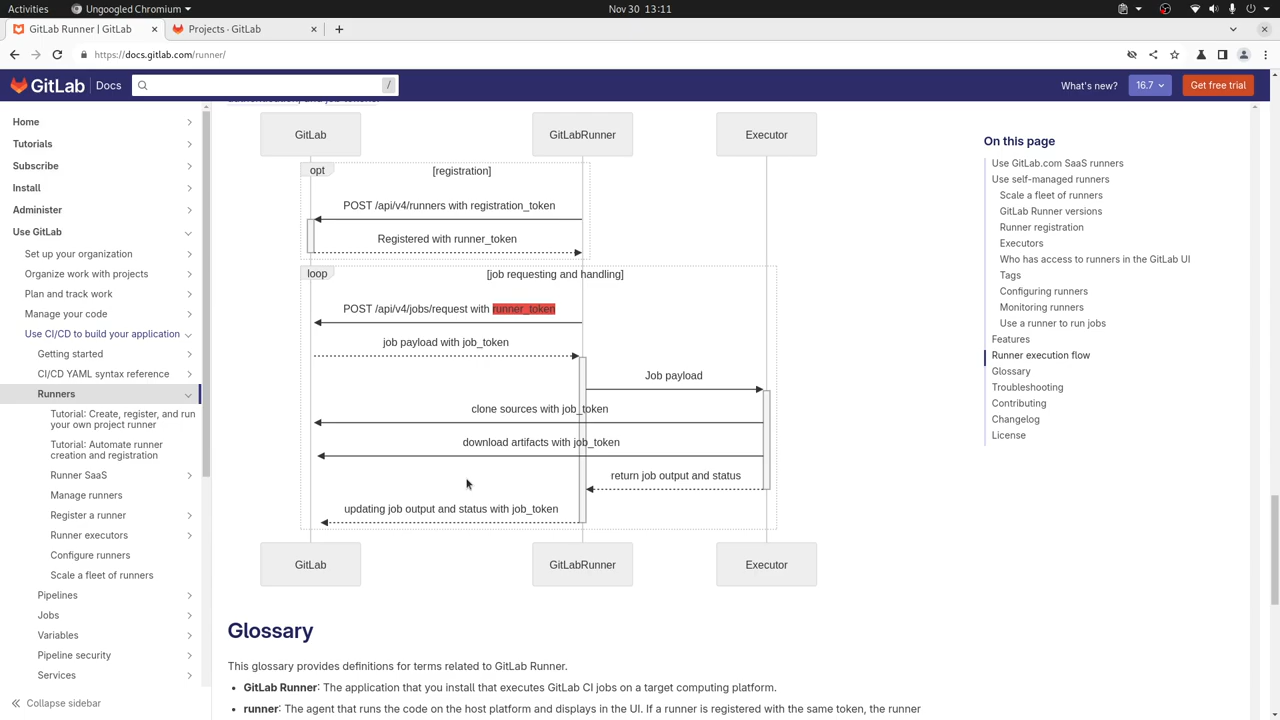 Activities
Ungoogled Chromium
Nov 30 13:11
GitLab Runner | GitLab
Projects · GitLab
https://docs.gitlab.com/runner/
GitLab Docs
/
What's new?
16.7
Get free trial
Home
Tutorials
Subscribe
Install
Administer
Use GitLab
Set up your organization
Organize work with projects
Plan and track work
Manage your code
Use CI/CD to build your application
Getting started
CI/CD YAML syntax reference
Runners
Tutorial: Create, register, and run
your own project runner
Tutorial: Automate runner
creation and registration
Runner SaaS
Manage runners
Register a runner
Runner executors
Configure runners
Scale a fleet of runners
Pipelines
Jobs
Variables
Pipeline security
Services
Collapse sidebar
authentication, and job tokens.
GitLab
GitLabRunner
Executor
opt
[registration]
POST /api/v4/runners with registration_token
Registered with runner_token
loop
[job requesting and handling]
POST /api/v4/jobs/request with runner_token
job payload with job_token
Job payload
clone sources with job_token
download artifacts with job_token
return job output and status
updating job output and status with job_token
GitLab
GitLabRunner
Executor
Glossary
This glossary provides definitions for terms related to GitLab Runner.
• GitLab Runner: The application that you install that executes GitLab CI jobs on a target computing platform.
• runner: The agent that runs the code on the host platform and displays in the UI. If a runner is registered with the same token, the runner
On this page
Use GitLab.com SaaS runners
Use self-managed runners
Scale a fleet of runners
GitLab Runner versions
Runner registration
Executors
Who has access to runners in the GitLab UI
Tags
Configuring runners
Monitoring runners
Use a runner to run jobs
Features
Runner execution flow
Glossary
Troubleshooting
Contributing
Changelog
License